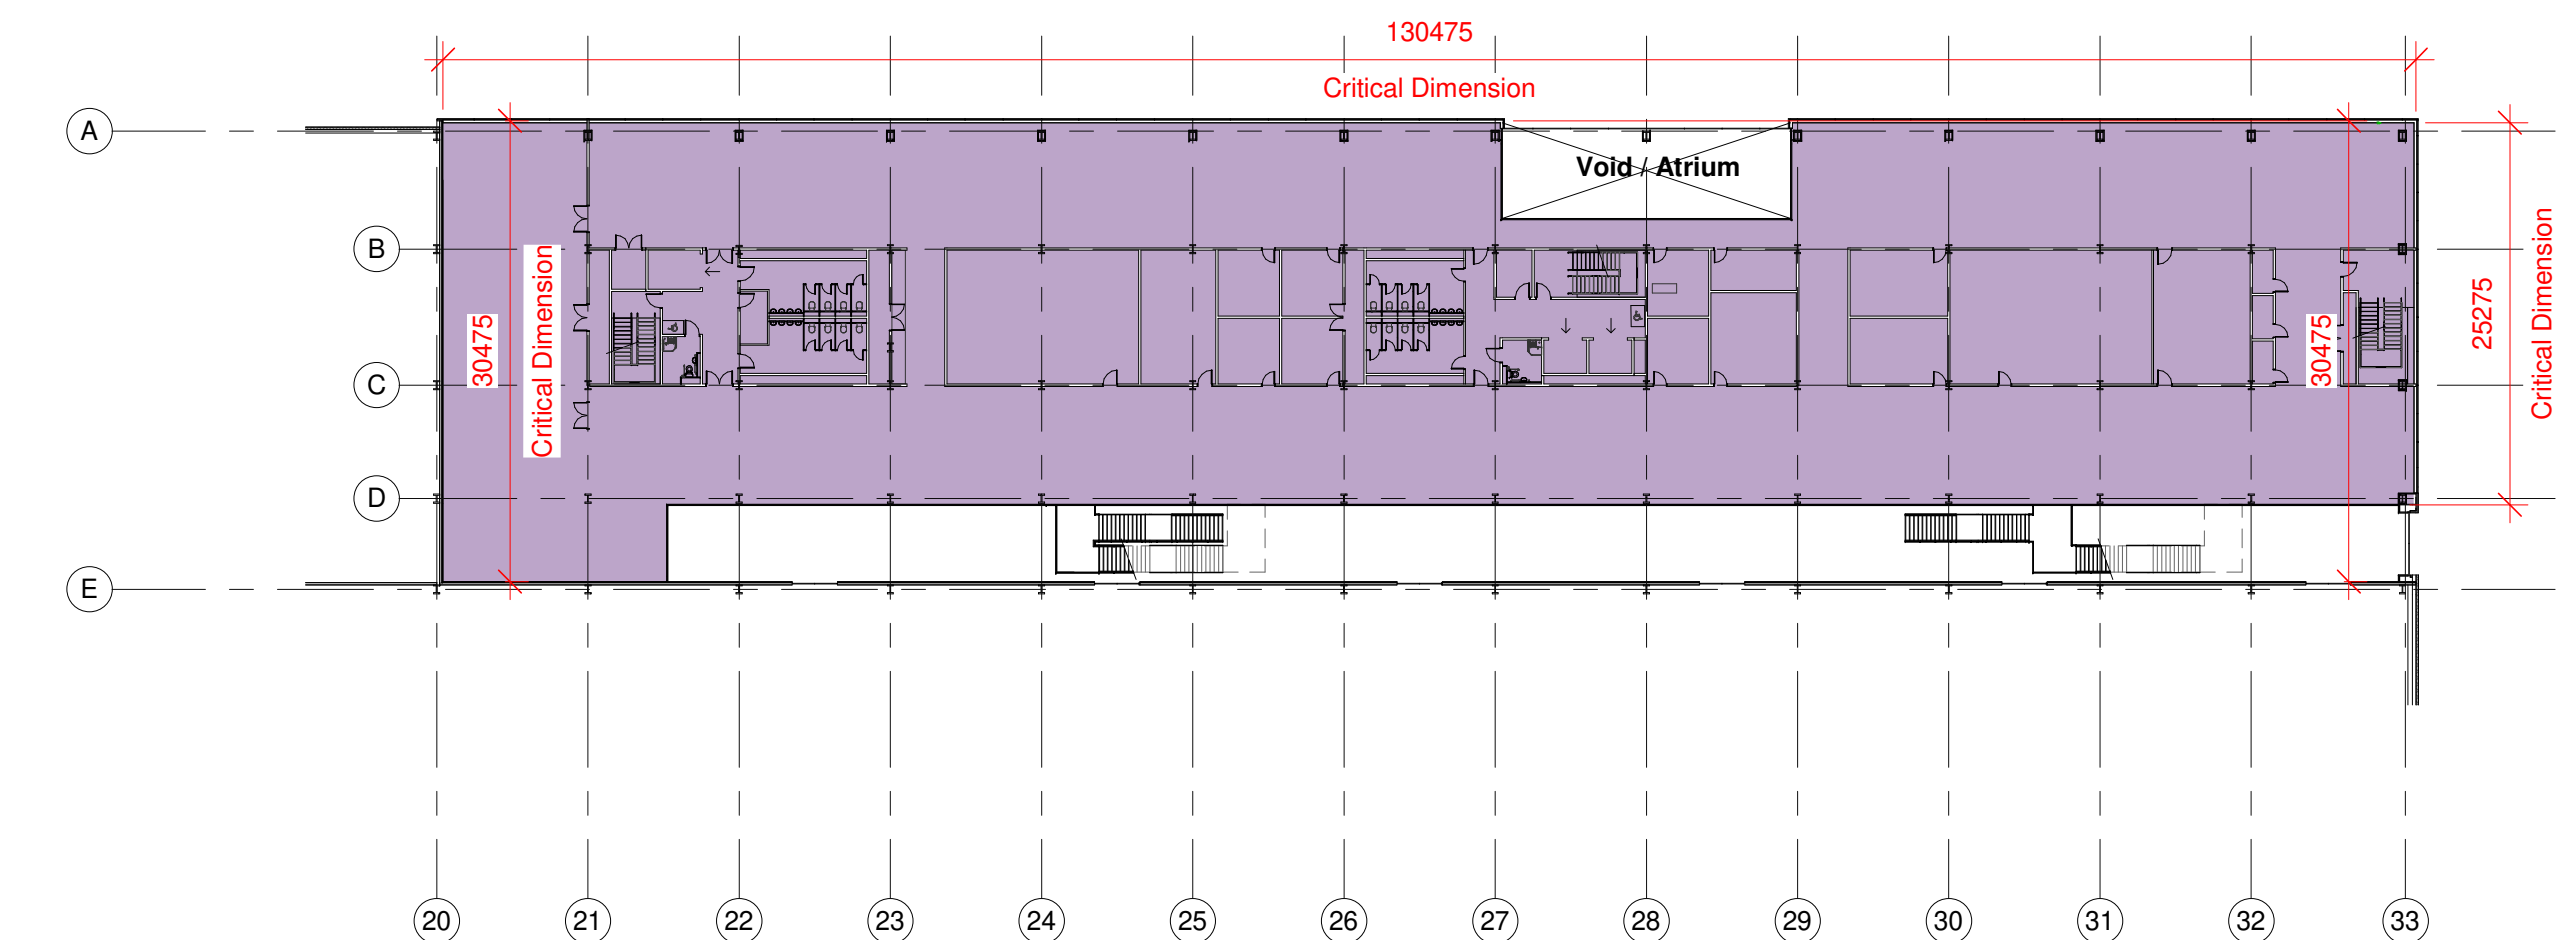 130475
Critical Dimension
A
Void / Atrium
B
Critical Dimension
30475
C
30475
25275
Critical Dimension
D
E
20 21 22 23 24 25 26 27 28 29 30 31 32 33